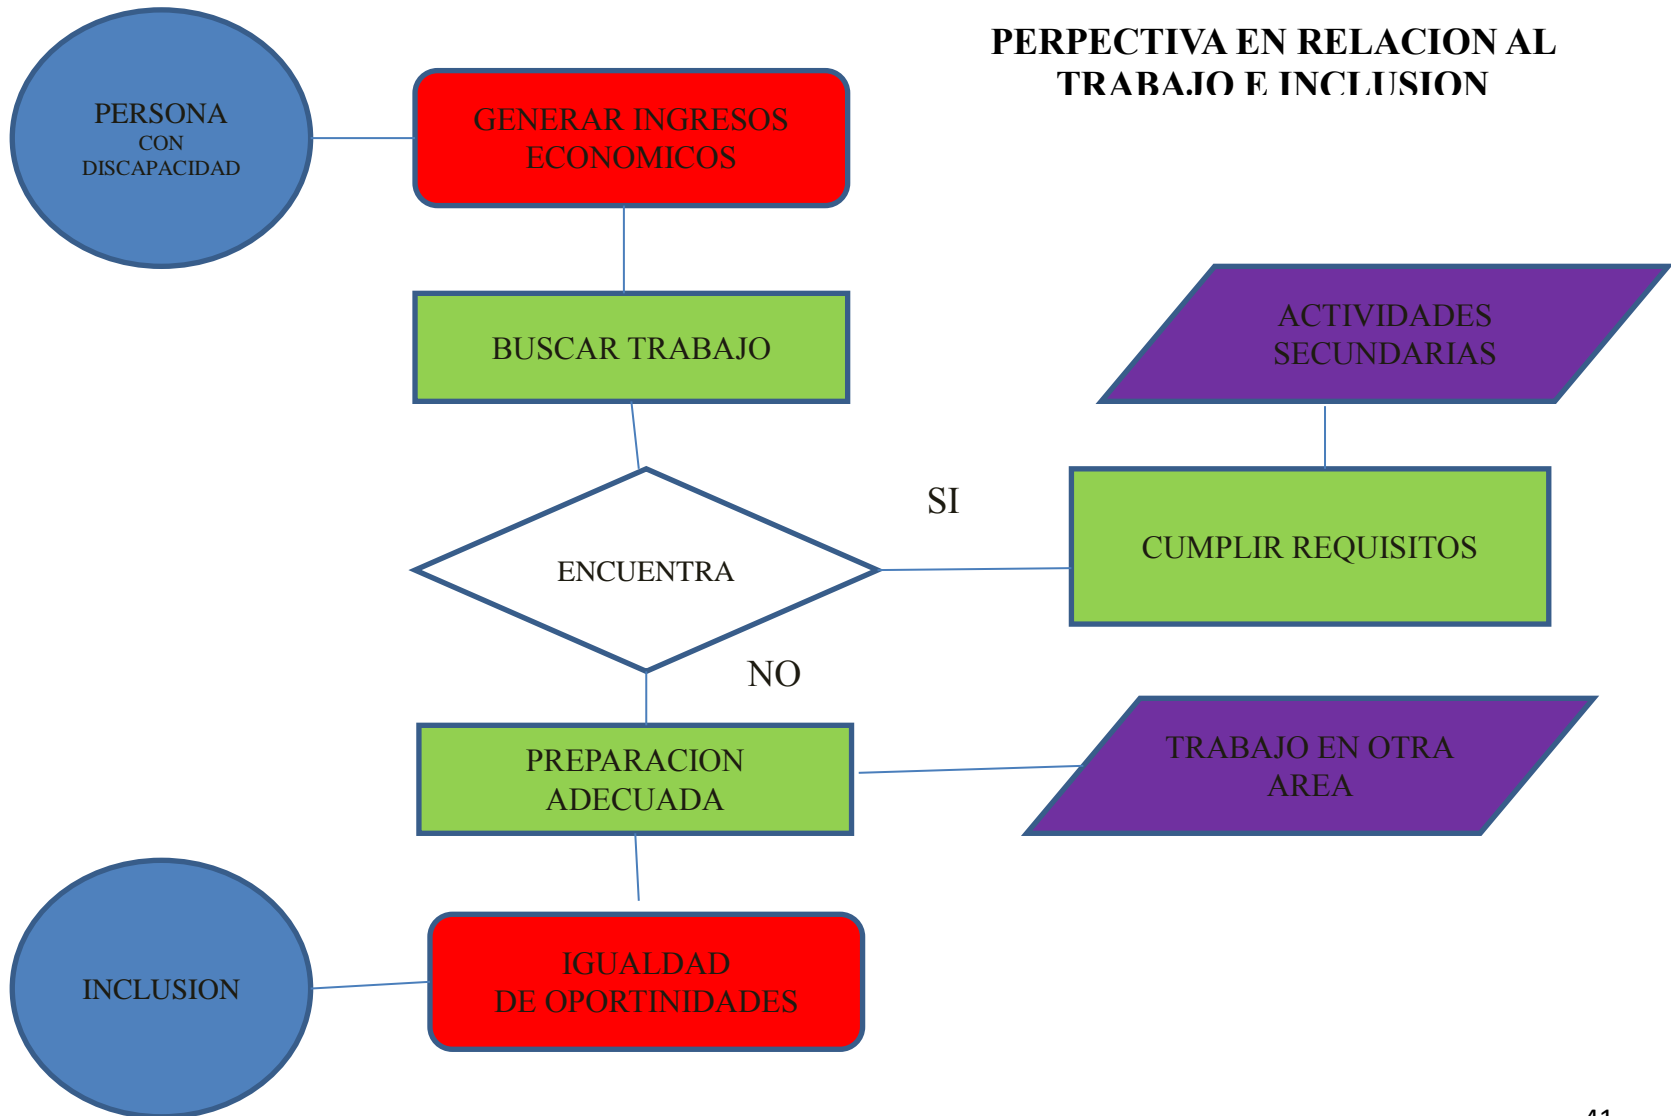 PERPECTIVA EN RELACION AL
TRABAJO E INCLUSION
PERSONA
CON
DISCAPACIDAD
GENERAR INGRESOS
ECONOMICOS
BUSCAR TRABAJO
ACTIVIDADES
SECUNDARIAS
ENCUENTRA
SI
CUMPLIR REQUISITOS
NO
PREPARACION
ADECUADA
TRABAJO EN OTRA
AREA
INCLUSION
IGUALDAD
DE OPORTINIDADES
41